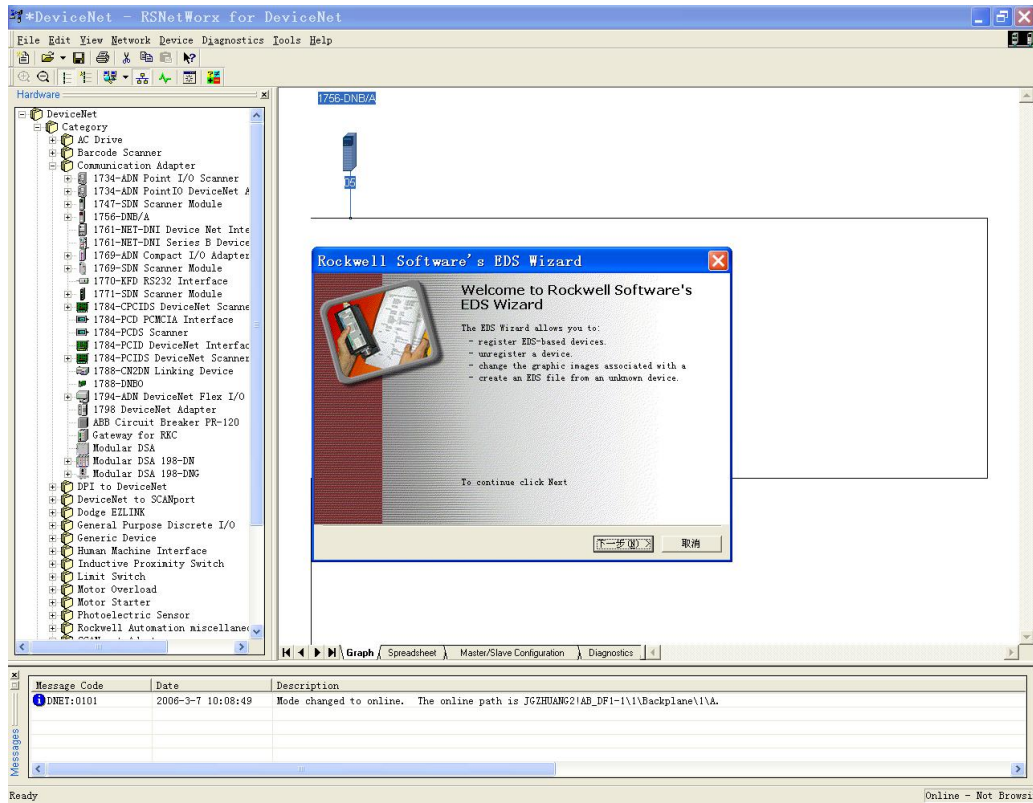 *DeviceNet - RSNetWorx for DeviceNet
File Edit View Network Device Diagnostics Tools Help
Hardware
DeviceNet
Category
AC Drive
Barcode Scanner
Communication Adapter
1734-ADN Point I/O Scanner
1734-ADN PointIO DeviceNet A
1747-SDN Scanner Module
1756-DNB/A
1761-NET-DNI Device Net Inte
1761-NET-DNI Series B Device
1769-ADN Compact I/O Adapter
1769-SDN Scanner Module
1770-KFD RS232 Interface
1771-SDN Scanner Module
1784-CPCIDS DeviceNet Scanne
1784-PCD PCMCIA Interface
1784-PCDS Scanner
1784-PCID DeviceNet Interfac
1784-PCIDS DeviceNet Scanner
1788-CN2DN Linking Device
1788-DNBO
1794-ADN DeviceNet Flex I/O
1798 DeviceNet Adapter
ABB Circuit Breaker PR-120
Gateway for RKC
Modular DSA
Modular DSA 198-DN
Modular DSA 198-DNG
DPI to DeviceNet
DeviceNet to SCANport
Dodge EZLINK
General Purpose Discrete I/O
Generic Device
Human Machine Interface
Inductive Proximity Switch
Limit Switch
Motor Overload
Motor Starter
Photoelectric Sensor
Rockwell Automation miscellane
1756-DNB/A
05
Rockwell Software's EDS Wizard
Welcome to Rockwell Software's
EDS Wizard
The EDS Wizard allows you to:
- register EDS-based devices.
- unregister a device.
- change the graphic images associated with a
- create an EDS file from an unknown device.
To continue click Next
下一步(N) >
取消
Graph Spreadsheet Master/Slave Configuration Diagnostics
Messages
Message Code Date Description
DNET:0101 2006-3-7 10:08:49 Mode changed to online. The online path is JGZHUANG2!AB_DF1-1\1\Backplane\1\A.
Ready
Online - Not Browsi